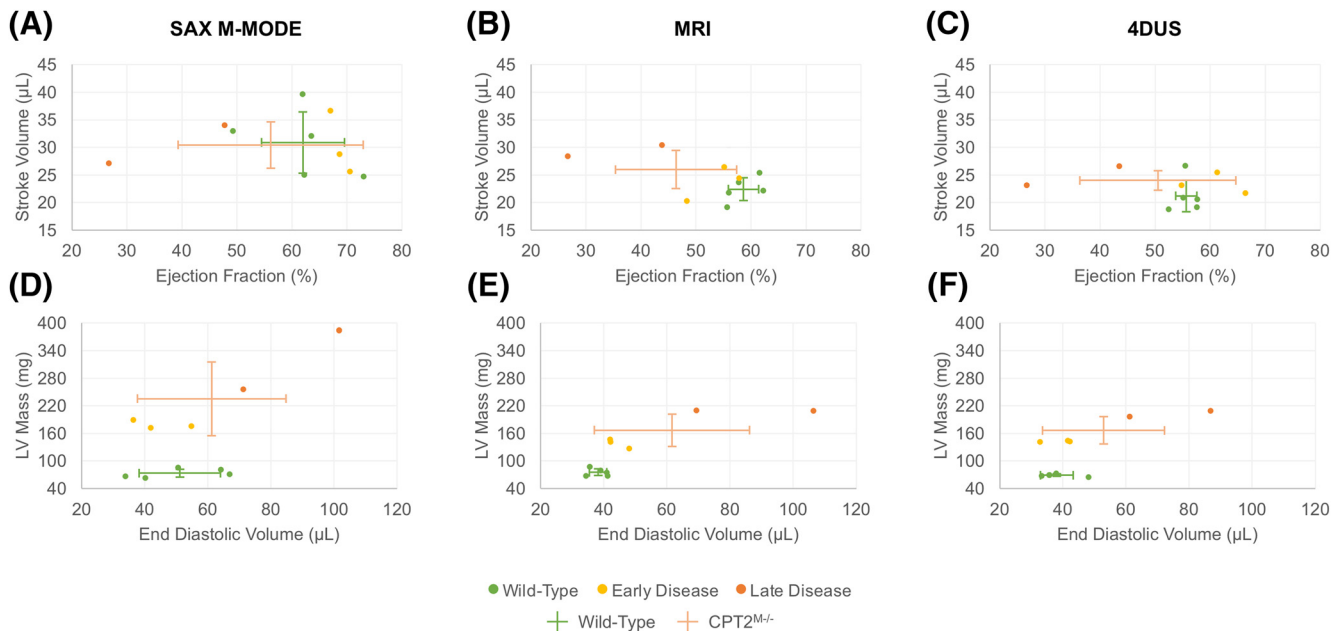 (A) SAX M-MODE (B) MRI (C) 4DUS
45 45 45
40 40 40
35 35 35
30 30 30
25 25 25
20 20 20
15 15 15
Stroke Volume (µL) Stroke Volume (µL) Stroke Volume (µL)
20 30 40 50 60 70 80 20 30 40 50 60 70 80 20 30 40 50 60 70 80
Ejection Fraction (%) Ejection Fraction (%) Ejection Fraction (%)
(D) (E) (F)
400 400 400
340 340 340
280 280 280
220 220 220
160 160 160
100 100 100
40 40 40
LV Mass (mg) LV Mass (mg) LV Mass (mg)
20 40 60 80 100 120 20 40 60 80 100 120 20 40 60 80 100 120
End Diastolic Volume (µL) End Diastolic Volume (µL) End Diastolic Volume (µL)
Wild-Type Early Disease Late Disease
Wild-Type CPT2ᴹ⁻/⁻